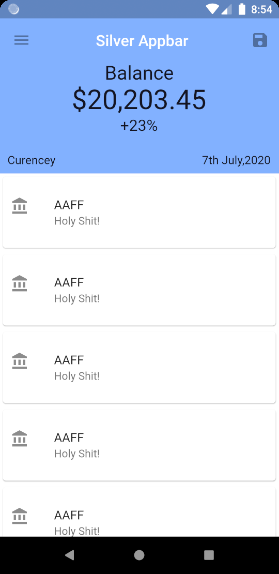 8:54
Silver Appbar
Balance
$20,203.45
+23%
Curencey 7th July,2020
AAFF
Holy Shit!
AAFF
Holy Shit!
AAFF
Holy Shit!
AAFF
Holy Shit!
AAFF
Holy Shit!